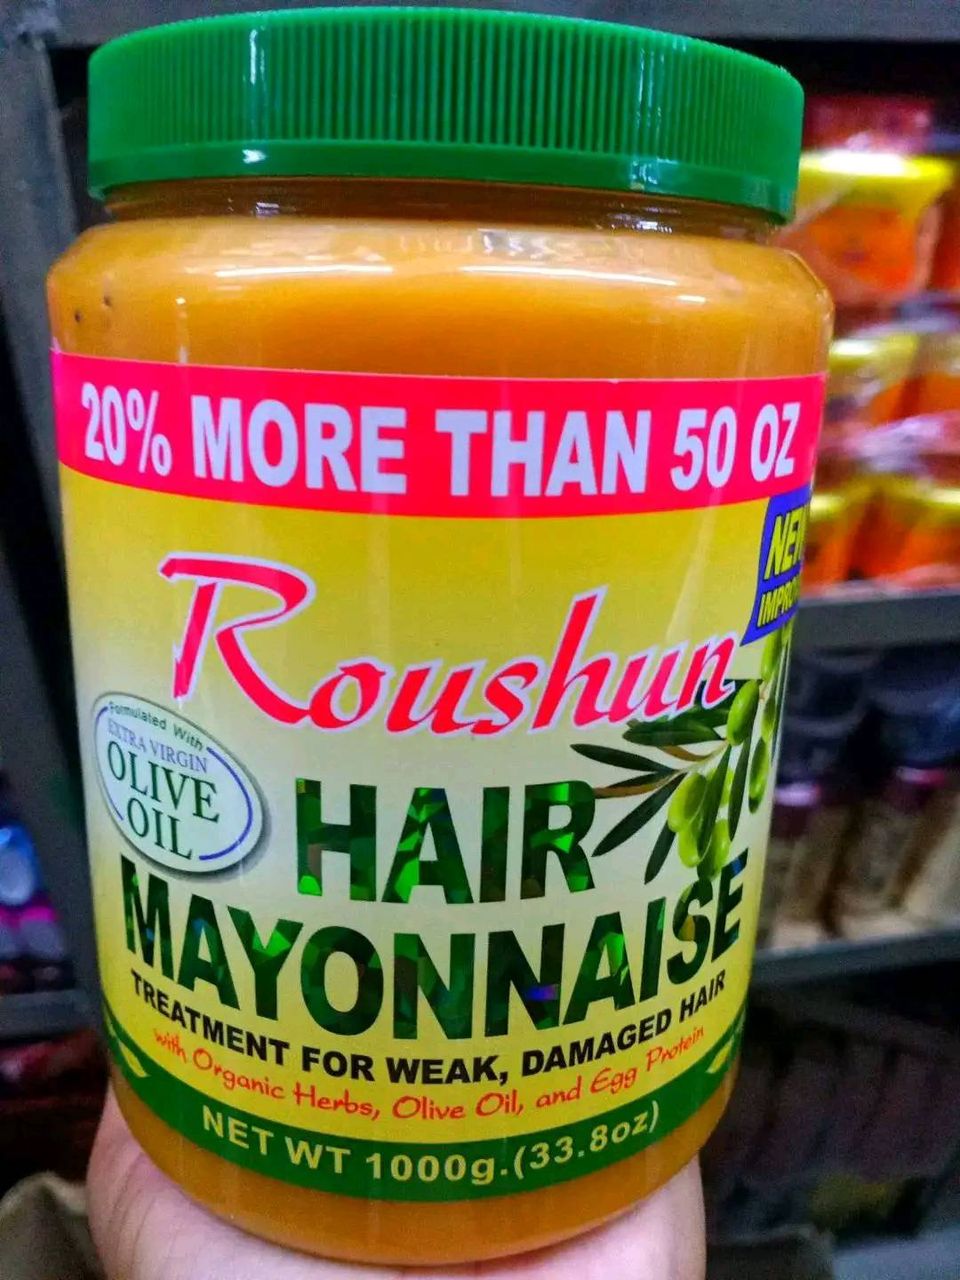 20% MORE THAN 50 OZ
NEW
Roushun
Formulated With
EXTRA VIRGIN
OLIVE
OIL
HAIR
MAYONNAISE
TREATMENT FOR WEAK, DAMAGED HAIR
with Organic Herbs, Olive Oil, and Egg Protein
NET WT 1000g.(33.8oz)